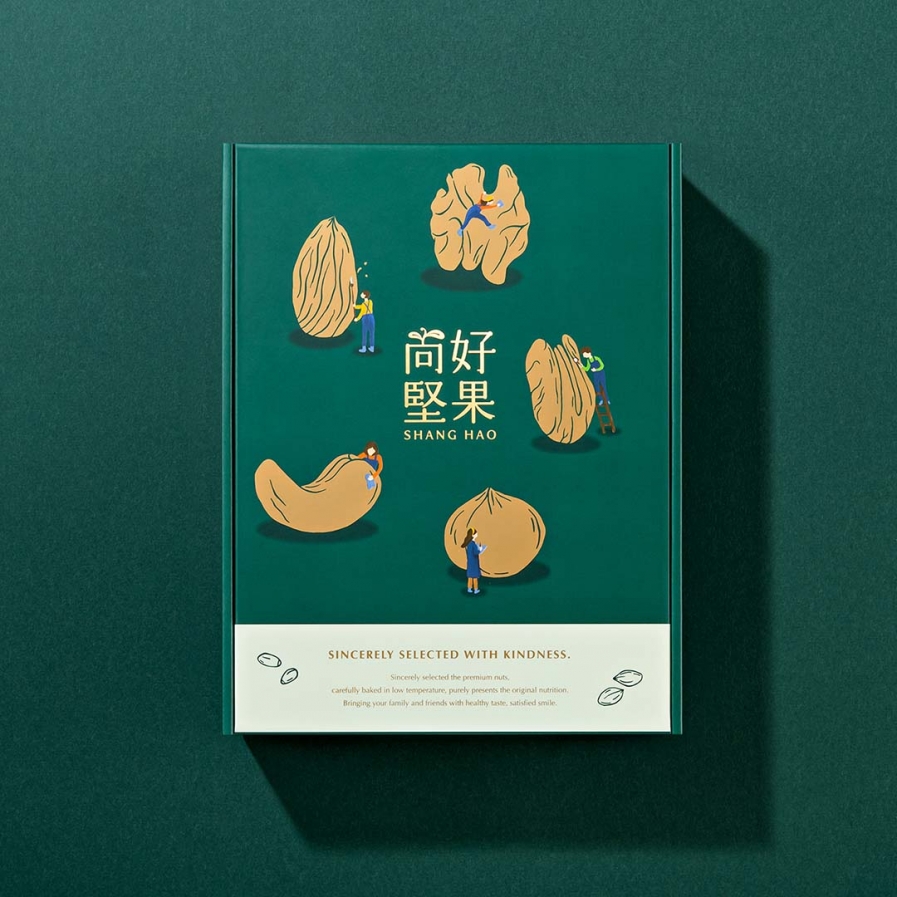 尚好
堅果
SHANG HAO
SINCERELY SELECTED WITH KINDNESS.
Sincerely selected the premium nuts,
carefully baked in low temperature, purely presents the original nutrition.
Bringing your family and friends with healthy taste, satisfied smile.